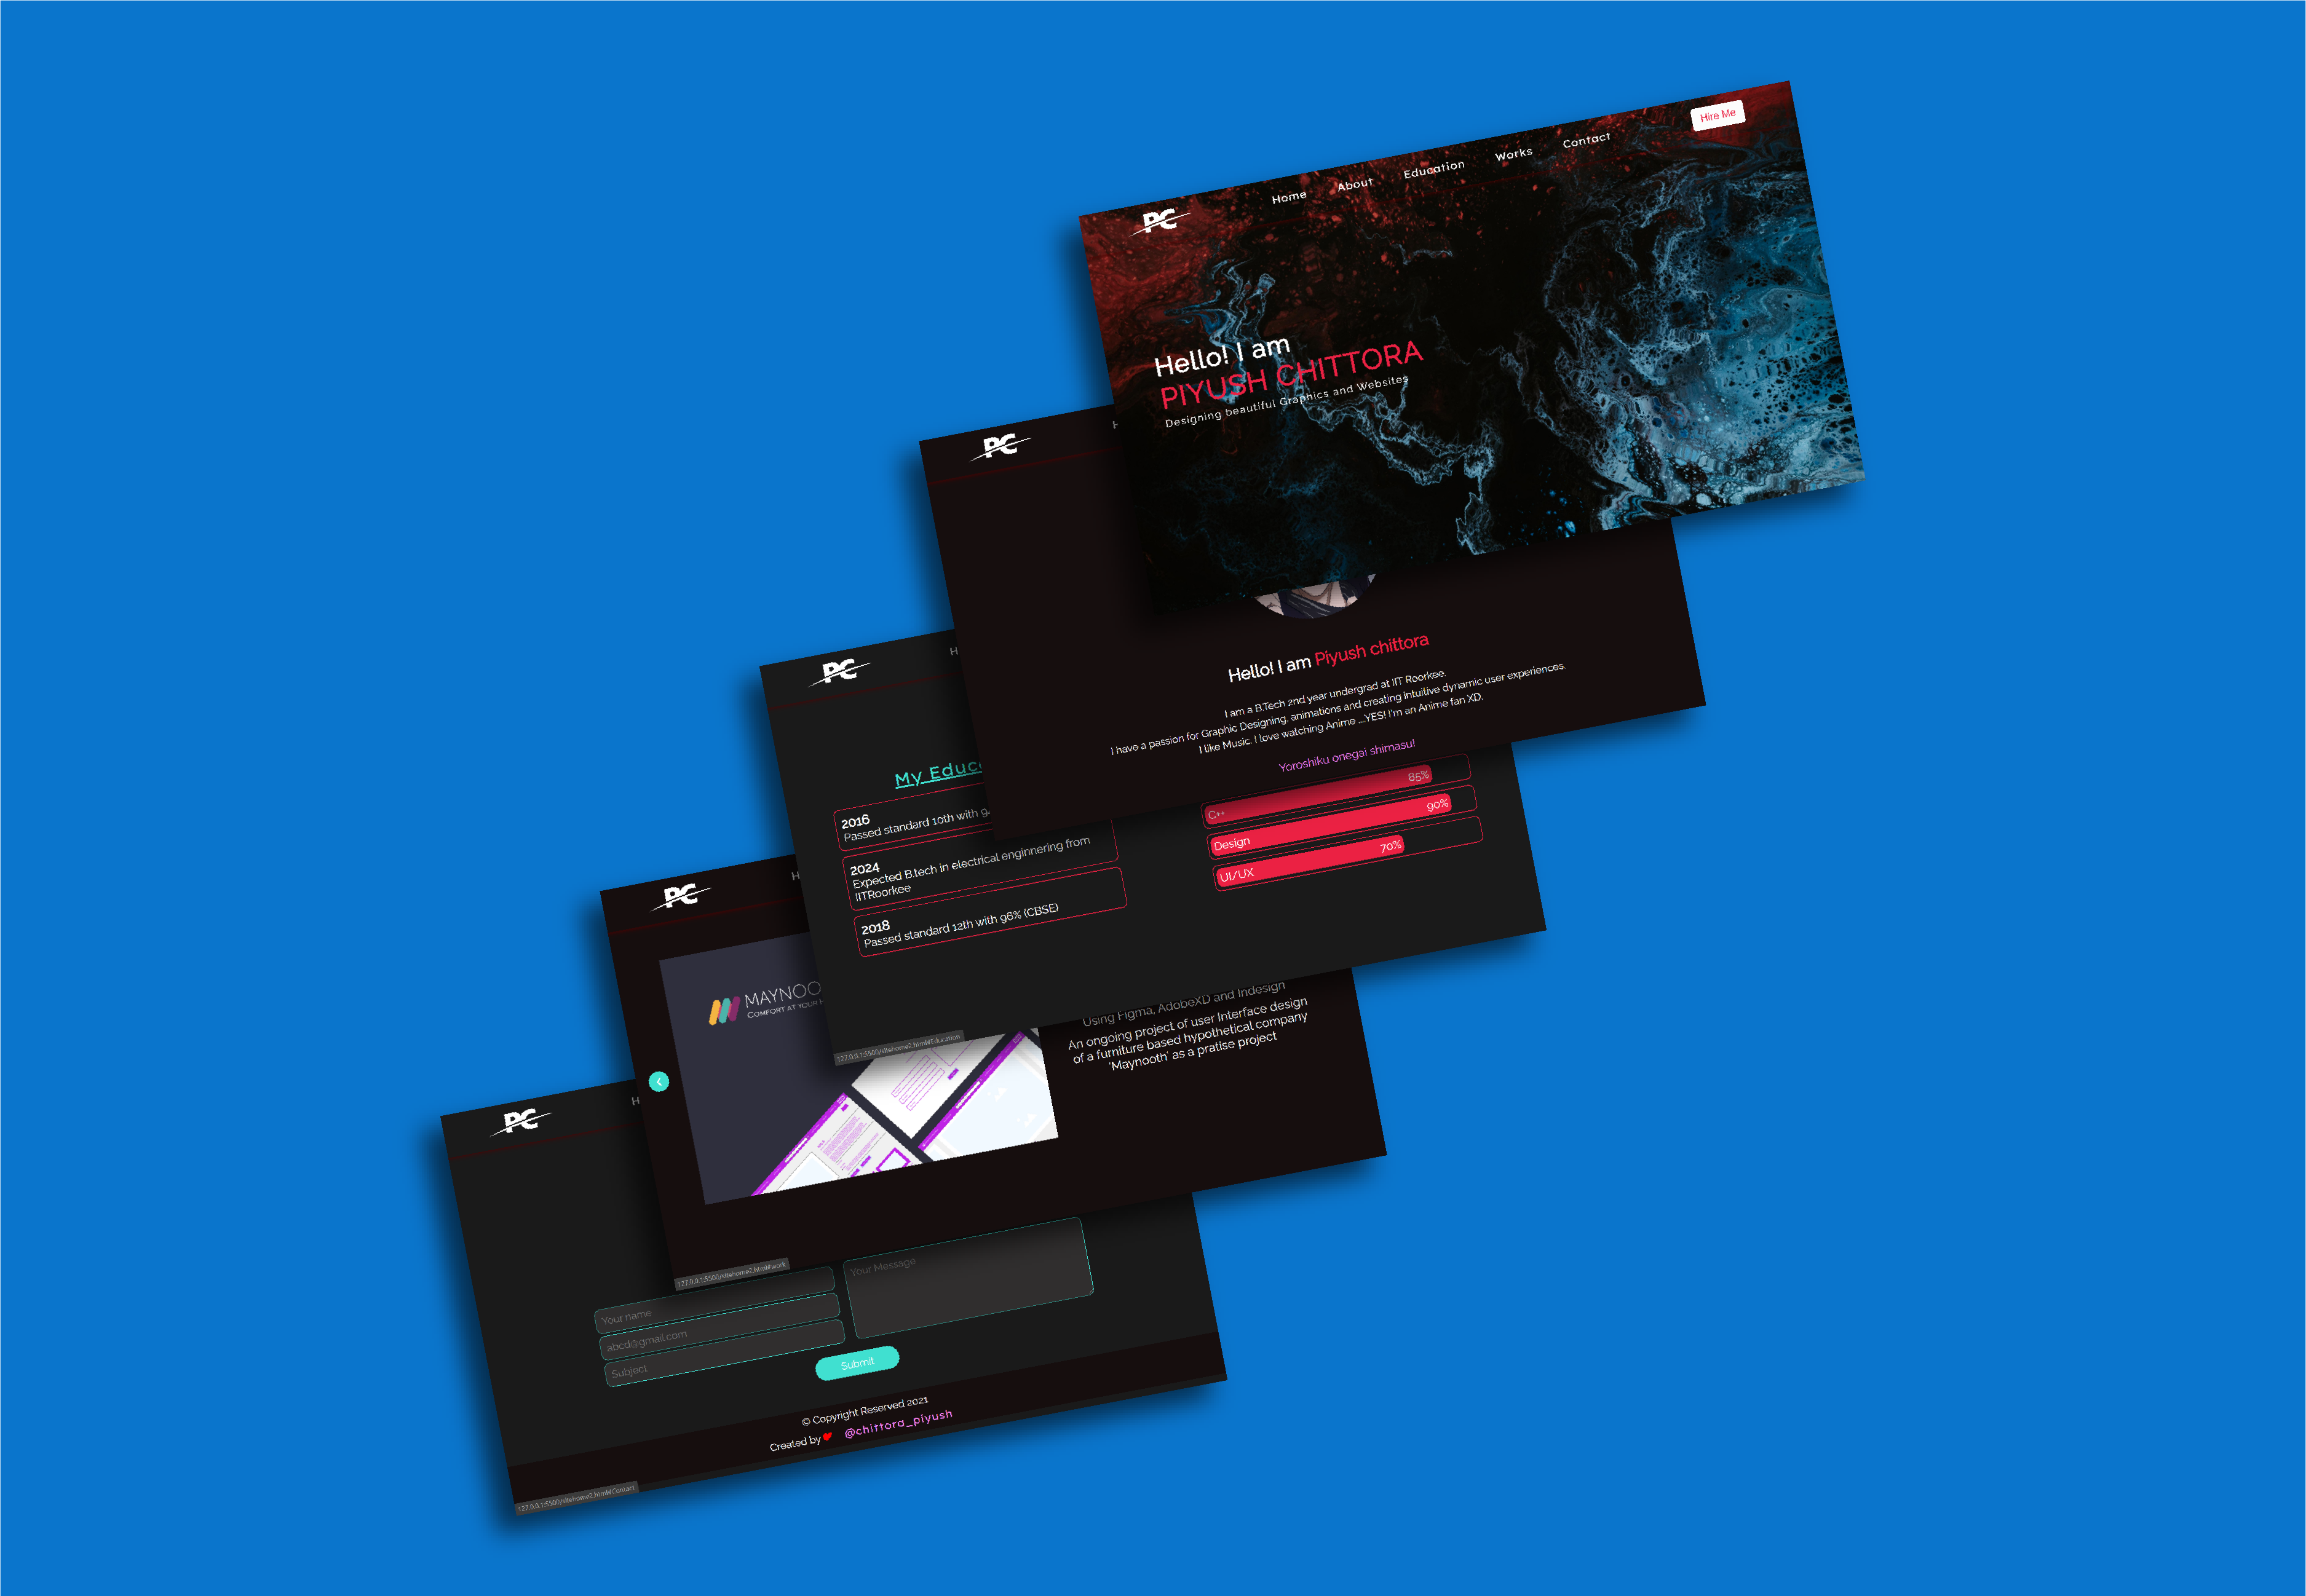 Hire Me
PC
Home About Education Works Contact
Hello! I am
PIYUSH CHITTORA
Designing beautiful Graphics and Websites
PC
Hello! I am Piyush chittora
I am a B.Tech 2nd year undergrad at IIT Roorkee.
I have a passion for Graphic Designing, animations and creating intuitive dynamic user experiences.
I like Music. I love watching Anime ....YES! I'm an Anime fan XD.
Yoroshiku onegai shimasu!
PC
My
2016
Passed standard 10th with
2024
Expected B.tech in electrical enginnering from
IITRoorkee
2018
Passed standard 12th with 96% (CBSE)
C++ 85%
Design 90%
UI/UX 70%
127.0.0.1:5500/sitehome2.html#Education
PC
COMFORT AT YOUR
Using Figma, AdobeXD and Indesign
An ongoing project of user Interface design
of a furniture based hypothetical company
'Maynooth' as a pratise project
127.0.0.1:5500/sitehome2.html#work
PC
Your name
abcd@gmail.com
Subject
Your Message
Submit
© Copyright Reserved 2021
Created by @chittora_piyush
127.0.0.1:5500/sitehome2.html#Contact